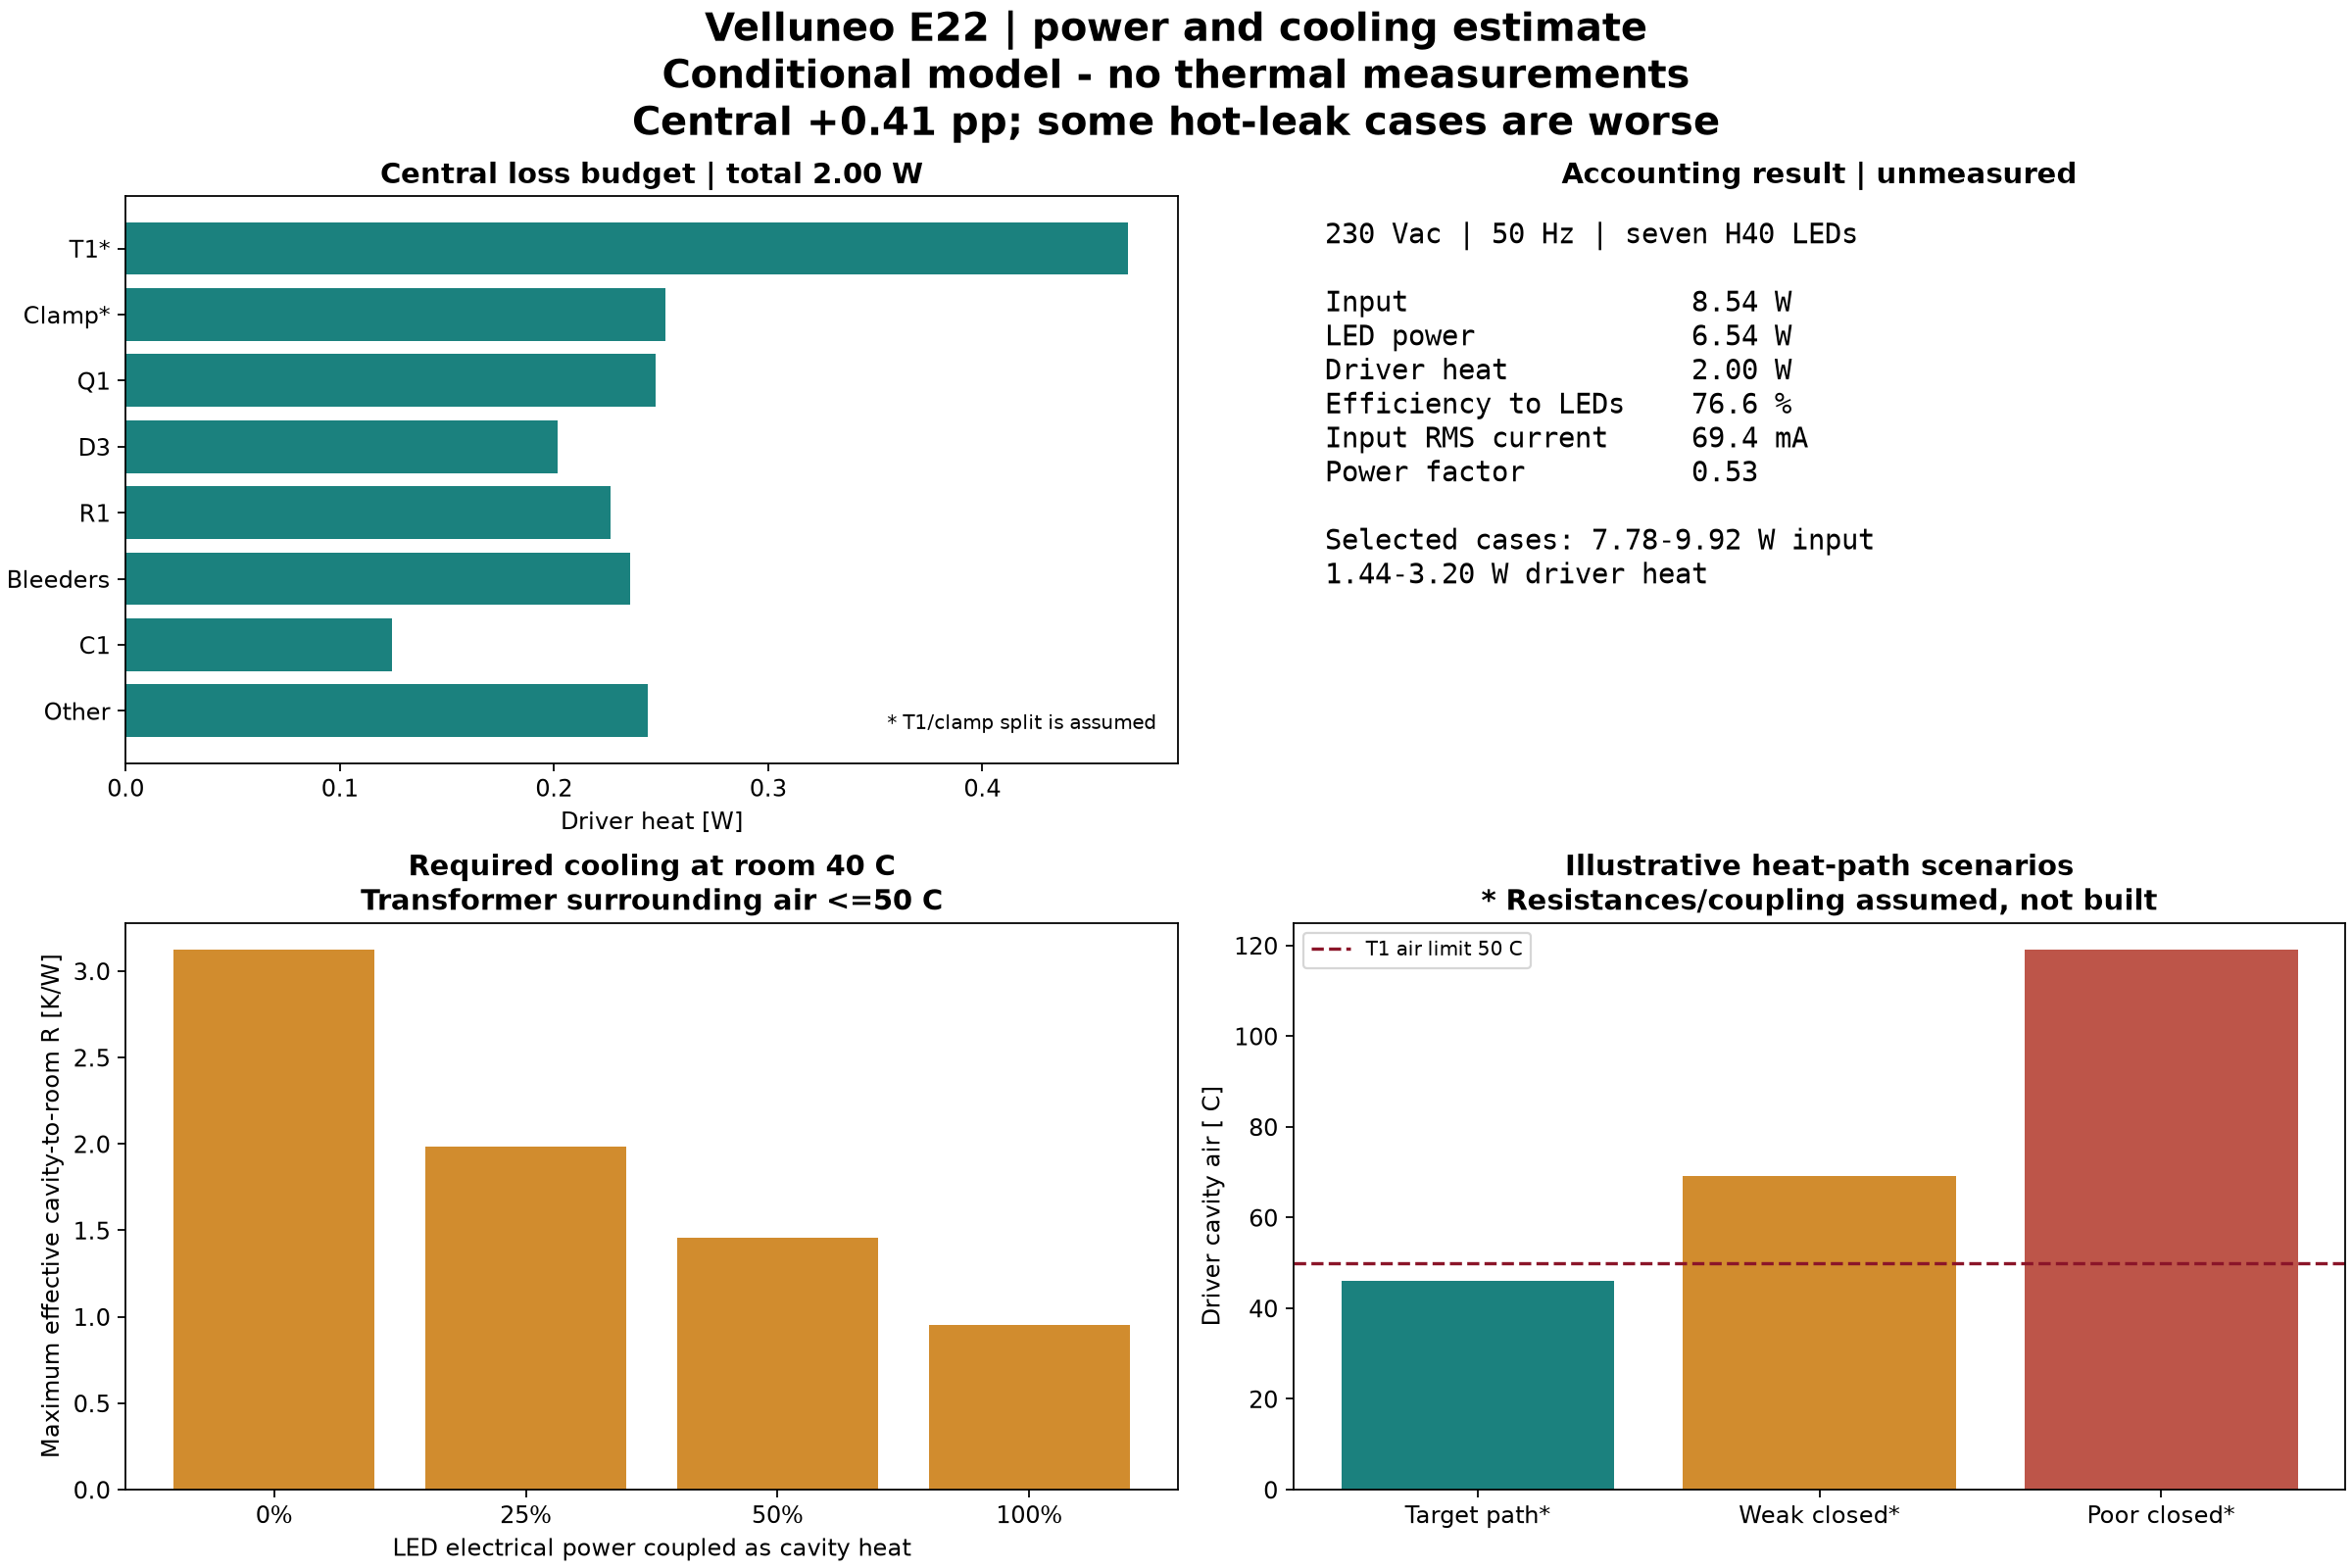 Velluneo E22 | power and cooling estimate
Conditional model - no thermal measurements
Central +0.41 pp; some hot-leak cases are worse
Central loss budget | total 2.00 W
T1*
Clamp*
Q1
D3
R1
Bleeders
C1
Other
* T1/clamp split is assumed
0.0 0.1 0.2 0.3 0.4
Driver heat [W]
Accounting result | unmeasured
230 Vac | 50 Hz | seven H40 LEDs
Input 8.54 W
LED power 6.54 W
Driver heat 2.00 W
Efficiency to LEDs 76.6 %
Input RMS current 69.4 mA
Power factor 0.53
Selected cases: 7.78-9.92 W input
1.44-3.20 W driver heat
Required cooling at room 40 C
Transformer surrounding air <=50 C
Maximum effective cavity-to-room R [K/W]
3.0
2.5
2.0
1.5
1.0
0.5
0.0
0% 25% 50% 100%
LED electrical power coupled as cavity heat
Illustrative heat-path scenarios
* Resistances/coupling assumed, not built
T1 air limit 50 C
Driver cavity air [ C]
120
100
80
60
40
20
0
Target path* Weak closed* Poor closed*